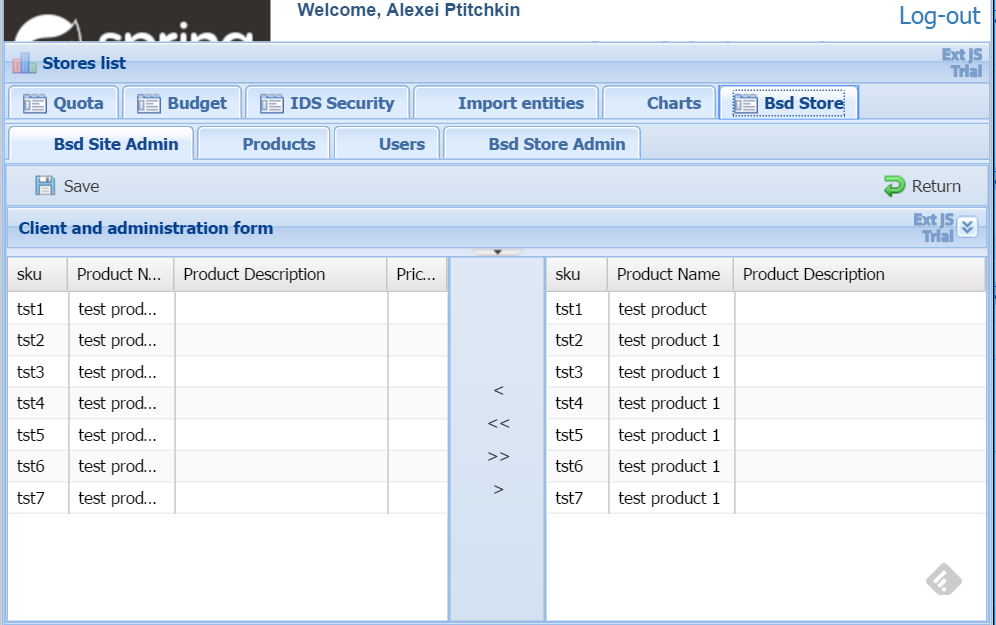 Welcome, Alexei Ptitchkin
Log-out
spring
Stores list
Ext JS
Trial
Quota Budget IDS Security Import entities Charts Bsd Store
Bsd Site Admin Products Users Bsd Store Admin
Save Return
Client and administration form
Ext JS
Trial
sku Product N... Product Description Pric... sku Product Name Product Description
tst1 test prod... tst1 test product
tst2 test prod... tst2 test product 1
tst3 test prod... tst3 test product 1
<
tst4 test prod... tst4 test product 1
<<
tst5 test prod... tst5 test product 1
>>
tst6 test prod... tst6 test product 1
>
tst7 test prod... tst7 test product 1